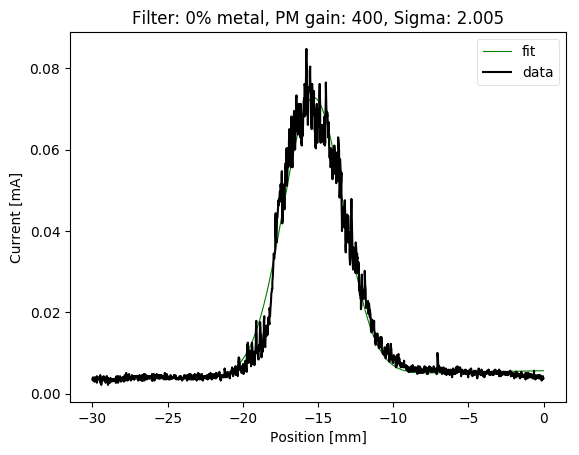 Filter: 0% metal, PM gain: 400, Sigma: 2.005
fit
data
Current [mA]
0.08
0.06
0.04
0.02
0.00
−30
−25
−20
−15
−10
−5
0
Position [mm]